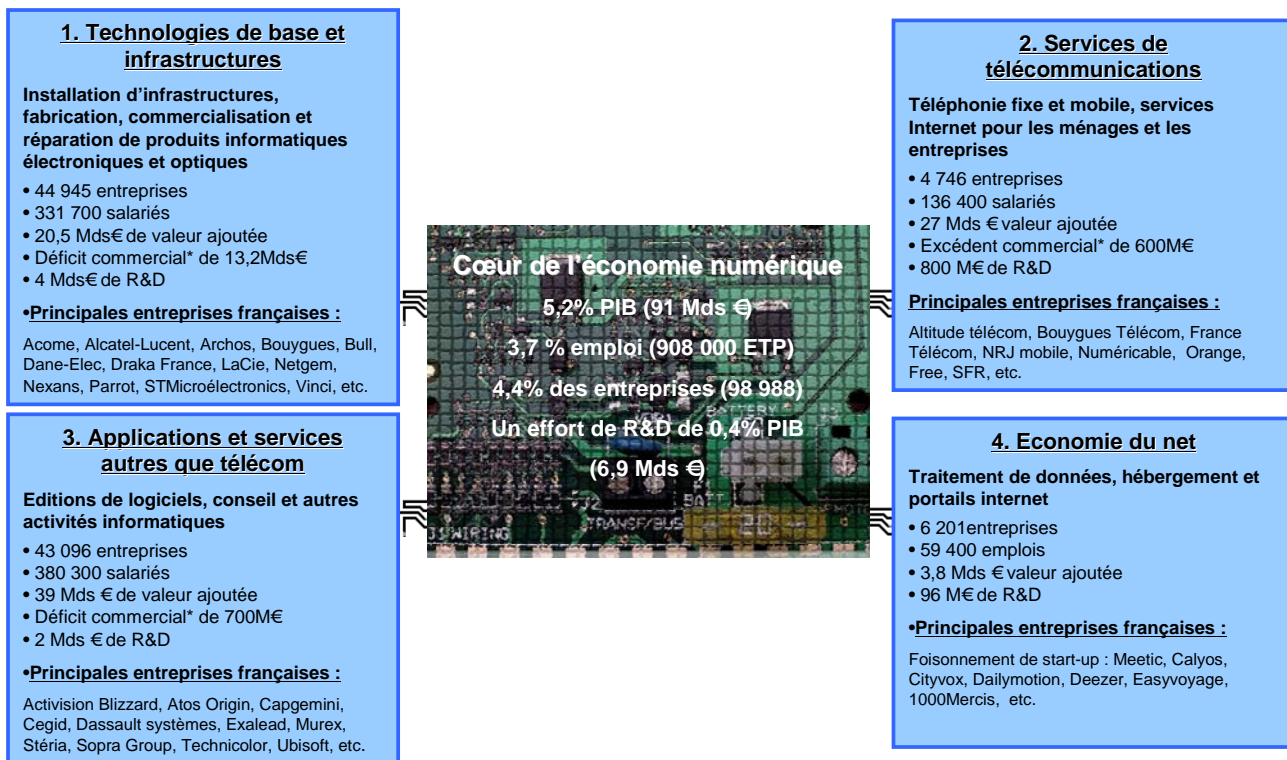 1. Technologies de base et
infrastructures
Installation d'infrastructures,
fabrication, commercialisation et
réparation de produits informatiques
électroniques et optiques
• 44 945 entreprises
• 331 700 salariés
• 20,5 Mds€ de valeur ajoutée
• Déficit commercial* de 13,2Mds€
• 4 Mds€ de R&D
•Principales entreprises françaises :
Acome, Alcatel-Lucent, Archos, Bouygues, Bull,
Dane-Elec, Draka France, LaCie, Netgem,
Nexans, Parrot, STMicroélectronics, Vinci, etc.
2. Services de
télécommunications
Téléphonie fixe et mobile, services
Internet pour les ménages et les
entreprises
• 4 746 entreprises
• 136 400 salariés
• 27 Mds € valeur ajoutée
• Excédent commercial* de 600M€
• 800 M€ de R&D
Principales entreprises françaises :
Altitude télécom, Bouygues Télécom, France
Télécom, NRJ mobile, Numéricable, Orange,
Free, SFR, etc.
Cœur de l'économie numérique
5,2% PIB (91 Mds €)
3,7 % emploi (908 000 ETP)
4,4% des entreprises (98 988)
BATTERY
Un effort de R&D de 0,4% PIB
(6,9 Mds €)
J2
BATT
TRANSF/BUS
J1 WIRING
3. Applications et services
autres que télécom
Editions de logiciels, conseil et autres
activités informatiques
• 43 096 entreprises
• 380 300 salariés
• 39 Mds € de valeur ajoutée
• Déficit commercial* de 700M€
• 2 Mds € de R&D
•Principales entreprises françaises :
Activision Blizzard, Atos Origin, Capgemini,
Cegid, Dassault systèmes, Exalead, Murex,
Stéria, Sopra Group, Technicolor, Ubisoft, etc.
4. Economie du net
Traitement de données, hébergement et
portails internet
• 6 201entreprises
• 59 400 emplois
• 3,8 Mds € valeur ajoutée
• 96 M€ de R&D
•Principales entreprises françaises :
Foisonnement de start-up : Meetic, Calyos,
Cityvox, Dailymotion, Deezer, Easyvoyage,
1000Mercis, etc.